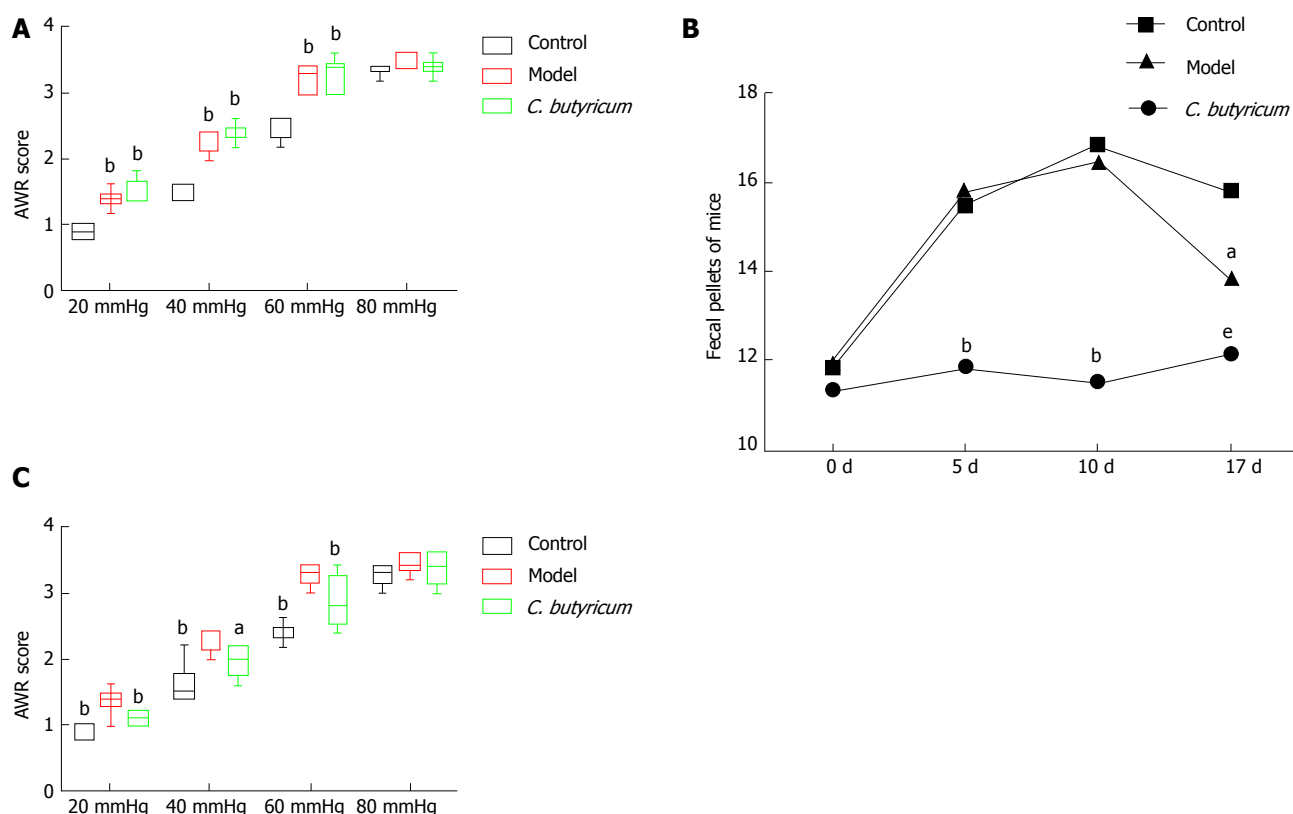 A
AWR score
4
3
2
1
0
b
b
b
b
b
b
20 mmHg
40 mmHg
60 mmHg
80 mmHg
Control
Model
C. butyricum
B
Fecal pellets of mice
18
16
14
12
10
b
b
a
e
0 d
5 d
10 d
17 d
Control
Model
C. butyricum
C
AWR score
4
3
2
1
0
b
b
b
a
b
b
20 mmHg
40 mmHg
60 mmHg
80 mmHg
Control
Model
C. butyricum